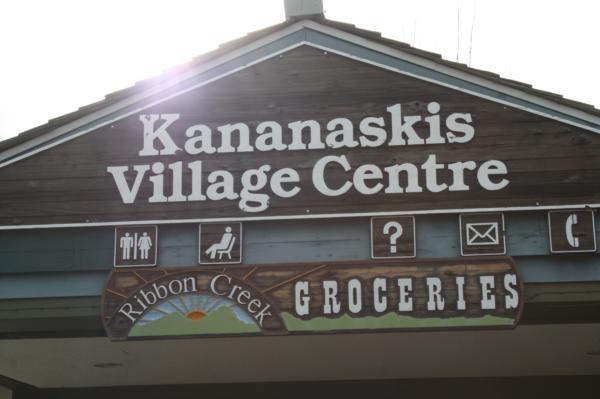 Kananaskis
Village Centre
?
Ribbon Creek GROCERIES